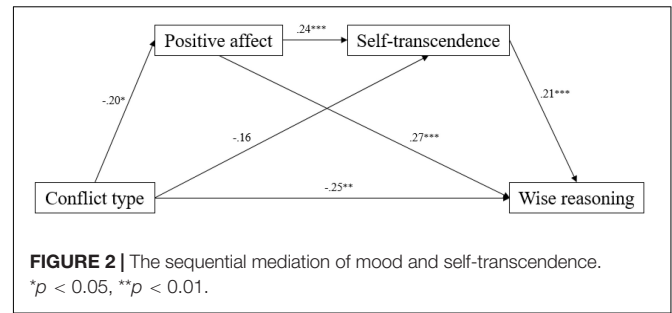 Positive affect
.24***
Self-transcendence
-.20*
-.16
.27***
.21***
-.25**
Conflict type
Wise reasoning
FIGURE 2 | The sequential mediation of mood and self-transcendence.
*p < 0.05, **p < 0.01.